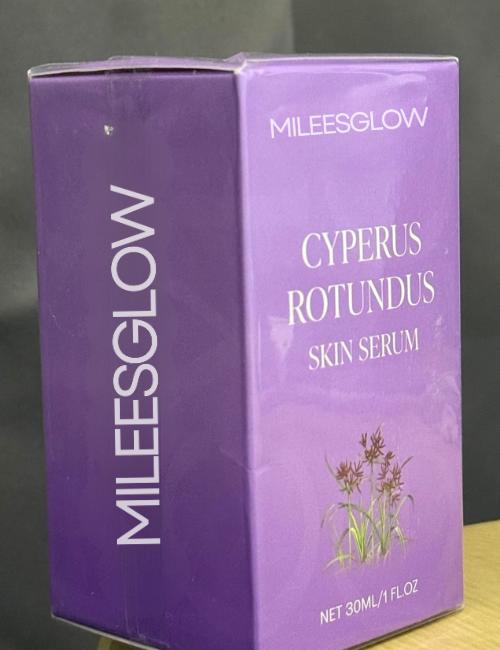 MILEESGLOW
MILEESGLOW
CYPERUS
ROTUNDUS
SKIN SERUM
NET 30ML/1 FL.OZ